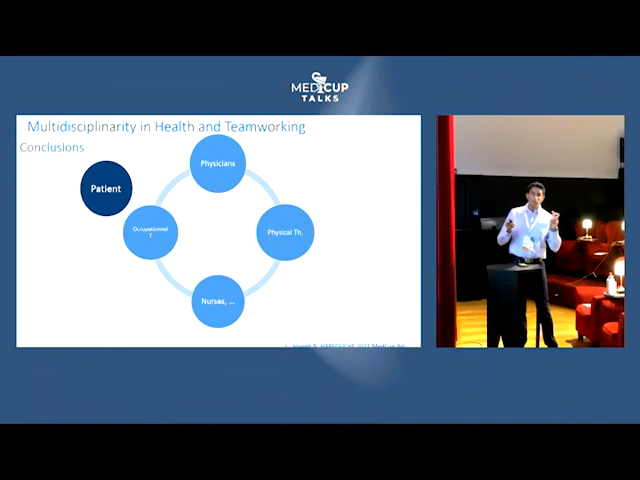 MEDICUP
TALKS
Multidisciplinarity in Health and Teamworking
Conclusions
Physicians
Patient
Occupationnel
T
Physical Th.
Nurses, ...